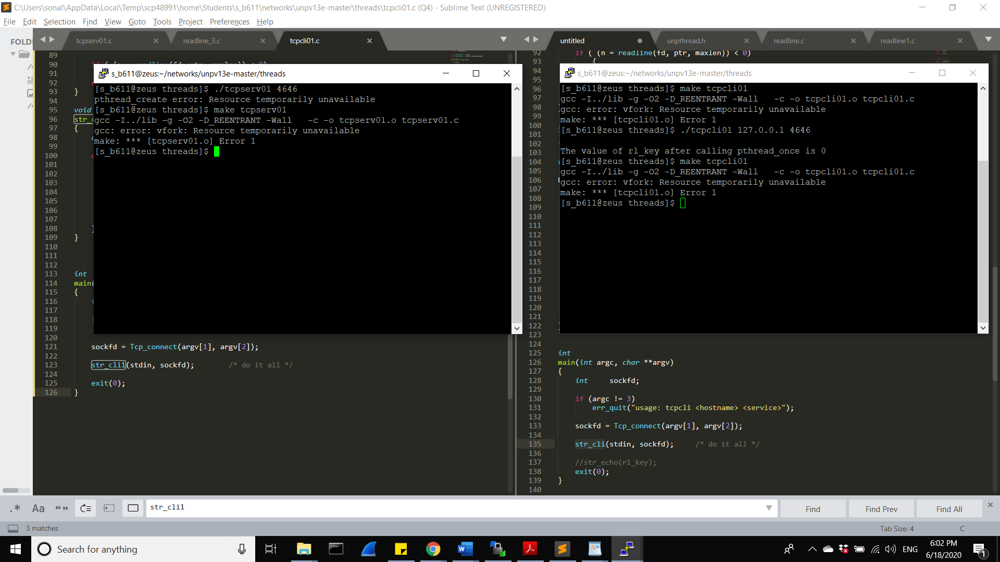 C:\Users\sonal\AppData\Local\Temp\scp48991\home\Students\s_b611\networks\unpv13e-master\threads\tcpcli01.c (Q4) - Sublime Text (UNREGISTERED)
File Edit Selection Find View Goto Tools Project Preferences Help
FOLD
tcpserv01.c
readline_3.c
tcpcli01.c
untitled
unpthread.h
readline.c
readline1.c
s_b611@zeus:~/networks/unpv13e-master/threads
[s_b611@zeus threads]$ ./tcpserv01 4646
pthread_create error: Resource temporarily unavailable
[s_b611@zeus threads]$ make tcpserv01
gcc -I../lib -g -O2 -D_REENTRANT -Wall   -c -o tcpserv01.o tcpserv01.c
gcc: error: vfork: Resource temporarily unavailable
make: *** [tcpserv01.o] Error 1
[s_b611@zeus threads]$
89
90
91
92
93 }
94
95 void
96 str_c
97 {
98
99
100
101
102
103
104
105
106
107
108 }
109 }
110
111
112
113 int
114 main(
115 {
116
117
118
119
120
121 sockfd = Tcp_connect(argv[1], argv[2]);
122
123 str_cli1(stdin, sockfd);        /* do it all */
124
125 exit(0);
126 }
92 if ( (n = readline(fd, ptr, maxlen)) < 0)
93 {
s_b611@zeus:~/networks/unpv13e-master/threads
[s_b611@zeus threads]$ make tcpcli01
gcc -I../lib -g -O2 -D_REENTRANT -Wall   -c -o tcpcli01.o tcpcli01.c
gcc: error: vfork: Resource temporarily unavailable
make: *** [tcpcli01.o] Error 1
[s_b611@zeus threads]$ ./tcpcli01 127.0.0.1 4646
The value of rl_key after calling pthread_once is 0
[s_b611@zeus threads]$ make tcpcli01
gcc -I../lib -g -O2 -D_REENTRANT -Wall   -c -o tcpcli01.o tcpcli01.c
gcc: error: vfork: Resource temporarily unavailable
make: *** [tcpcli01.o] Error 1
[s_b611@zeus threads]$
94
95
96
97
98
99
100
101
102
103
104
105
106
107
108
109
110
111
112
113
114
115
116
117
118
119
120
121
122
123
124
125 int
126 main(int argc, char **argv)
127 {
128 int     sockfd;
129
130 if (argc != 3)
131 err_quit("usage: tcpcli <hostname> <service>");
132
133 sockfd = Tcp_connect(argv[1], argv[2]);
134
135 str_cli(stdin, sockfd);     /* do it all */
136
137 //str_echo(rl_key);
138 exit(0);
139 }
140
.* Aa “” str_cli1 Find Find Prev Find All
3 matches
Tab Size: 4
C
Search for anything
ENG
6:02 PM
6/18/2020
1